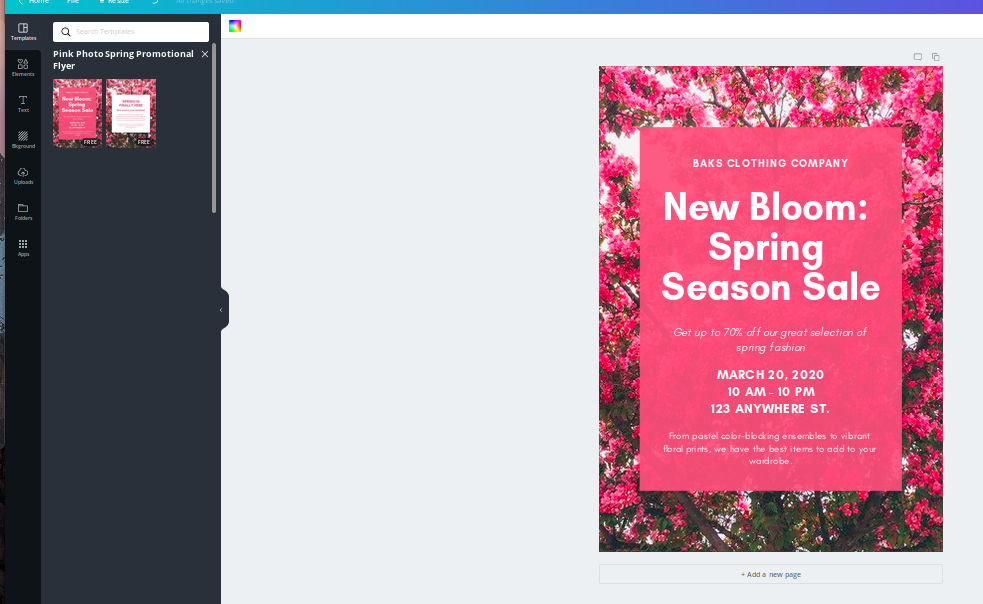 Home File Resize All changes saved
Templates
Elements
Text
Bkground
Uploads
Folders
Apps
Search Templates
Pink Photo Spring Promotional
Flyer
New Bloom:
Spring
Season Sale
FREE
SPRING IS
FINALLY HERE
FREE
BAKS CLOTHING COMPANY
New Bloom:
Spring
Season Sale
Get up to 70% off our great selection of
spring fashion
MARCH 20, 2020
10 AM - 10 PM
123 ANYWHERE ST.
From pastel color-blocking ensembles to vibrant
floral prints, we have the best items to add to your
wardrobe.
+ Add a new page